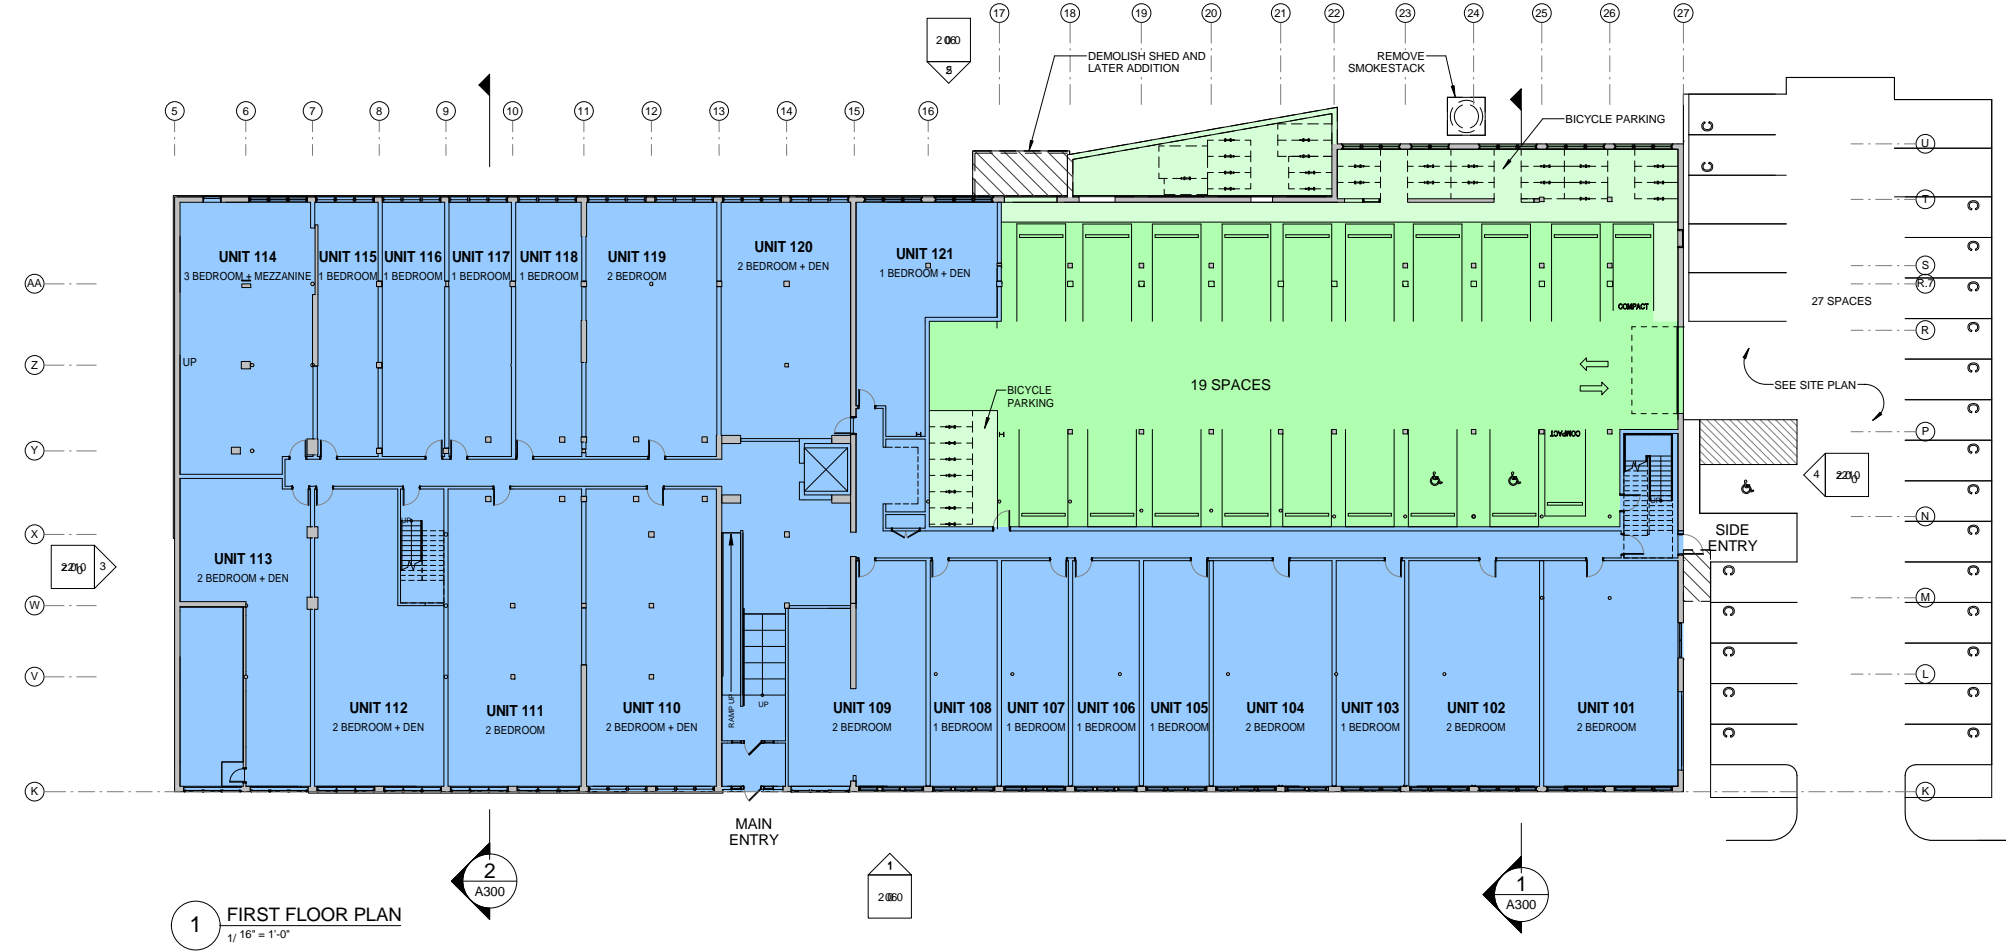 17 18 19 20 21 22 23 24 25 26 27
DEMOLISH SHED AND
LATER ADDITION
REMOVE
SMOKESTACK
5 6 7 8 9 10 11 12 13 14 15 16
BICYCLE PARKING
U
T
S
R.7
R
P
N
M
L
K
AA
Z
Y
X
W
V
K
UNIT 114
3 BEDROOM + MEZZANINE
UNIT 115
1 BEDROOM
UNIT 116
1 BEDROOM
UNIT 117
1 BEDROOM
UNIT 118
1 BEDROOM
UNIT 119
2 BEDROOM
UNIT 120
2 BEDROOM + DEN
UNIT 121
1 BEDROOM + DEN
COMPACT
27 SPACES
UP
19 SPACES
BICYCLE
PARKING
SEE SITE PLAN
COMPACT
4
3
UP
UP
SIDE
ENTRY
UNIT 113
2 BEDROOM + DEN
UNIT 112
2 BEDROOM + DEN
UNIT 111
2 BEDROOM
UNIT 110
2 BEDROOM + DEN
RAMP UP
UP
UNIT 109
2 BEDROOM
UNIT 108
1 BEDROOM
UNIT 107
1 BEDROOM
UNIT 106
1 BEDROOM
UNIT 105
1 BEDROOM
UNIT 104
2 BEDROOM
UNIT 103
1 BEDROOM
UNIT 102
2 BEDROOM
UNIT 101
2 BEDROOM
C C C C C C C C C C C C C C C C C C C C C
MAIN
ENTRY
2
A300
1
1
A300
1
FIRST FLOOR PLAN
1/ 16" = 1'-0"